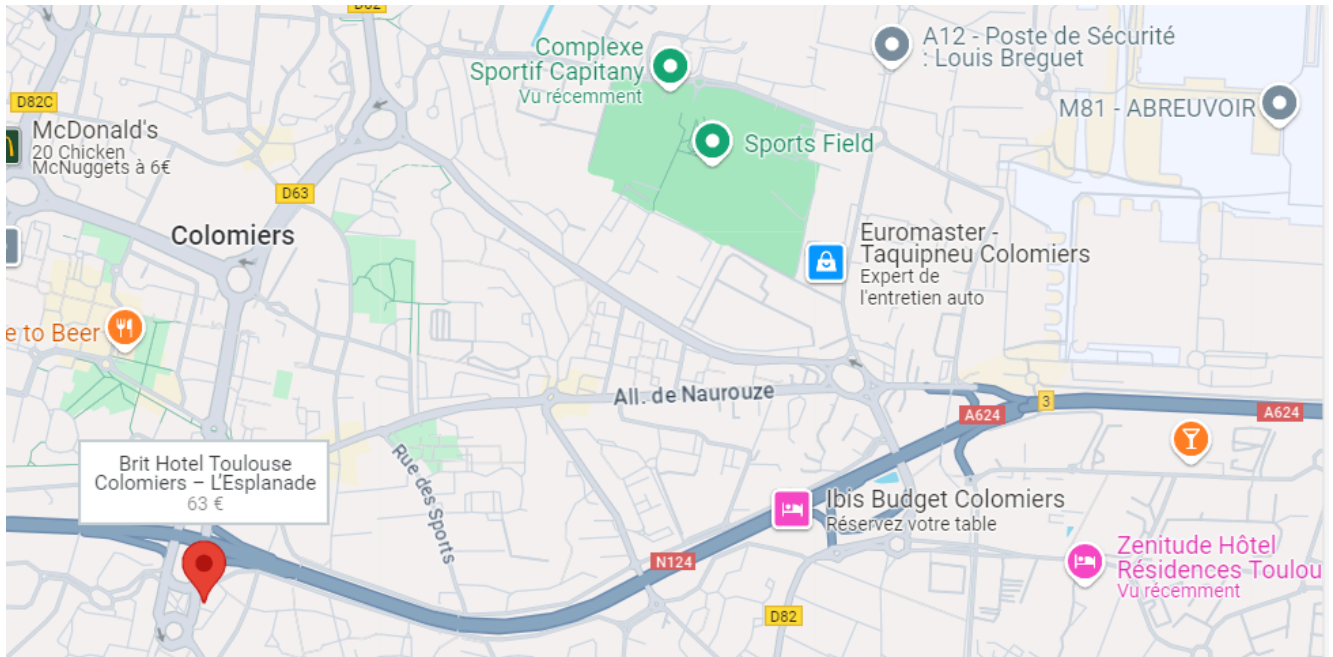 D82
Complexe
Sportif Capitany
Vu récemment
A12 - Poste de Sécurité
: Louis Breguet
D82C
M81 - ABREUVOIR
McDonald's
20 Chicken
McNuggets à 6€
Sports Field
D63
Colomiers
Euromaster -
Taquipneu Colomiers
Expert de
l'entretien auto
e to Beer
All. de Naurouze
3
A624
A624
Brit Hotel Toulouse
Colomiers – L'Esplanade
63 €
Rue des Sports
Ibis Budget Colomiers
Réservez votre table
N124
Zenitude Hôtel
Résidences Toulou
Vu récemment
D82